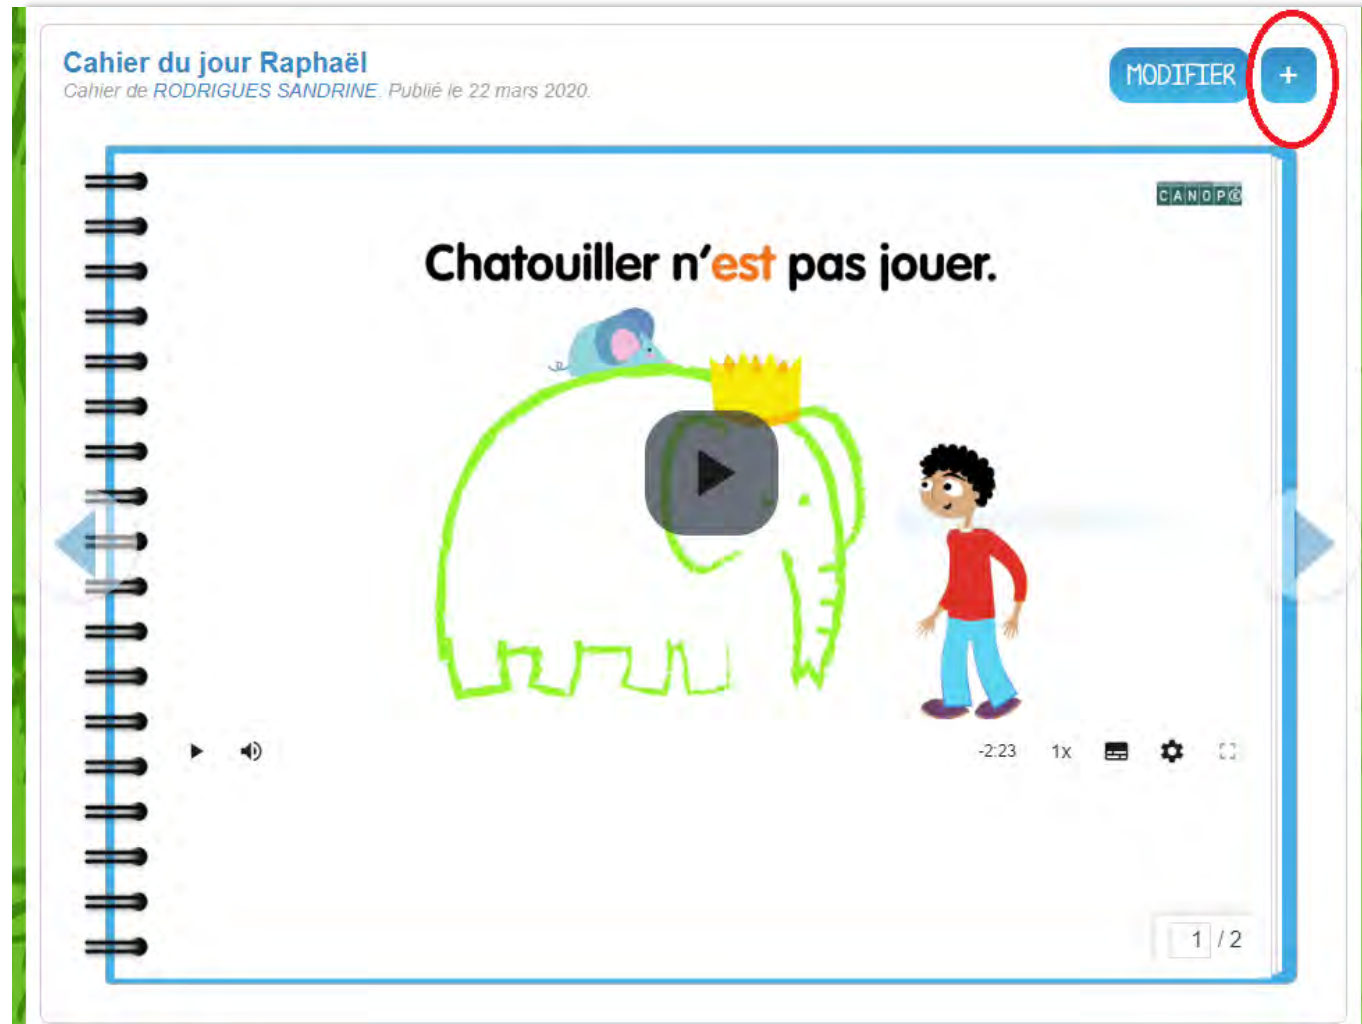 Cahier du jour Raphaël
Cahier de RODRIGUES SANDRINE. Publié le 22 mars 2020.
MODIFIER +
CANOPÉ
Chatouiller n'est pas jouer.
-2:23 1x
1 / 2